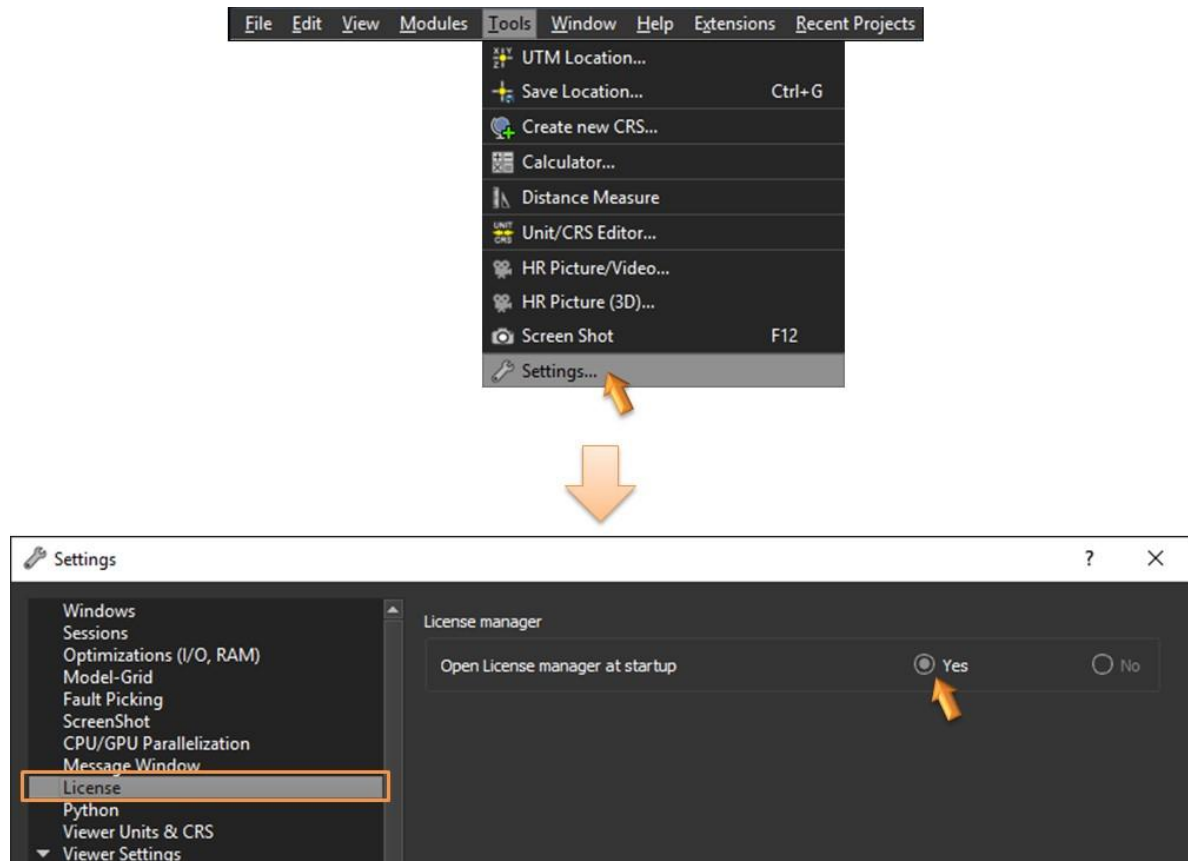 File Edit View Modules Tools Window Help Extensions Recent Projects
UTM Location...
Save Location... Ctrl+G
Create new CRS...
Calculator...
Distance Measure
Unit/CRS Editor...
HR Picture/Video...
HR Picture (3D)...
Screen Shot F12
Settings...
Settings ? X
Windows
Sessions
Optimizations (I/O, RAM)
Model-Grid
Fault Picking
ScreenShot
CPU/GPU Parallelization
Message Window
License
Python
Viewer Units & CRS
Viewer Settings
License manager
Open License manager at startup Yes No